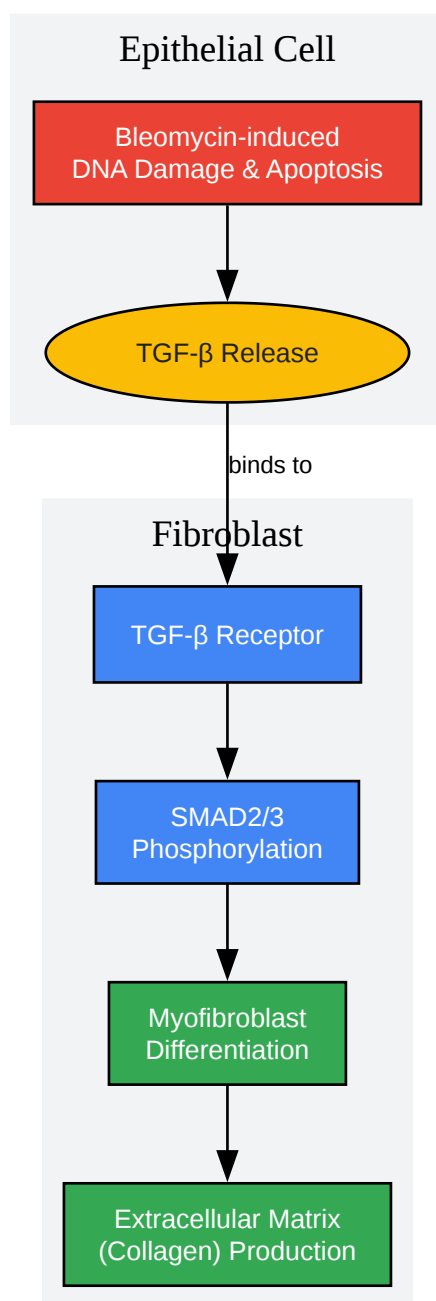 Epithelial Cell
Bleomycin-induced
DNA Damage & Apoptosis
TGF-β Release
binds to
Fibroblast
TGF-β Receptor
SMAD2/3
Phosphorylation
Myofibroblast
Differentiation
Extracellular Matrix
(Collagen) Production